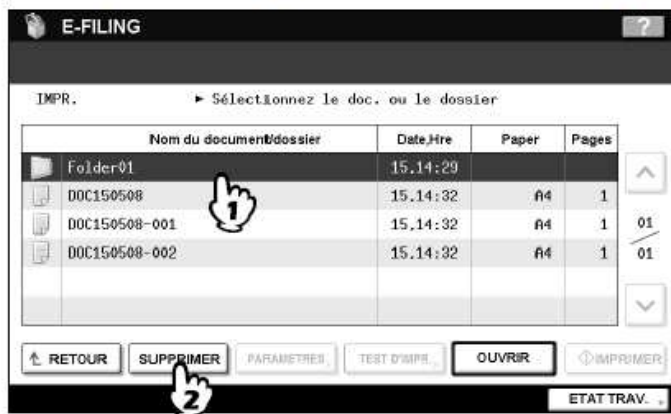 E-FILING
?
IMPR. ► Sélectionnez le doc. ou le dossier
Nom du document/dossier Date,Hre Paper Pages
Folder01 15.14:29
DOC150508 15.14:32 A4 1
1
DOC150508-001 15.14:32 A4 1
DOC150508-002 15.14:32 A4 1
01
01
RETOUR SUPPRIMER PARAMETRES TEST D'IMPR. OUVRIR IMPRIMER
2
ETAT TRAV.